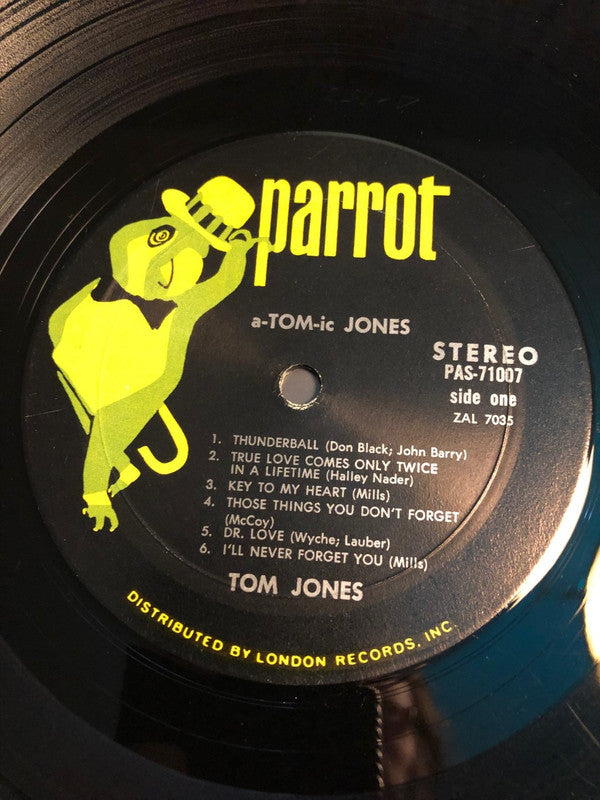 parrot
a-TOM-ic JONES
STEREO
PAS-71007
side one
ZAL 7035
1. THUNDERBALL (Don Black; John Barry)
2. TRUE LOVE COMES ONLY TWICE
IN A LIFETIME (Halley Nader)
3. KEY TO MY HEART (Mills)
4. THOSE THINGS YOU DON'T FORGET
(McCoy)
5. DR. LOVE (Wyche; Lauber)
6. I'LL NEVER FORGET YOU (Mills)
TOM JONES
DISTRIBUTED BY LONDON RECORDS, INC.